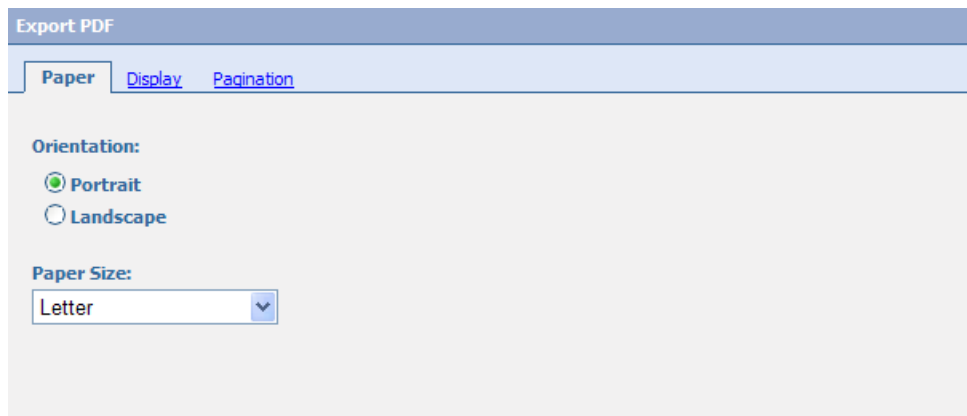 Export PDF
Paper Display Pagination
Orientation:
Portrait
Landscape
Paper Size:
Letter